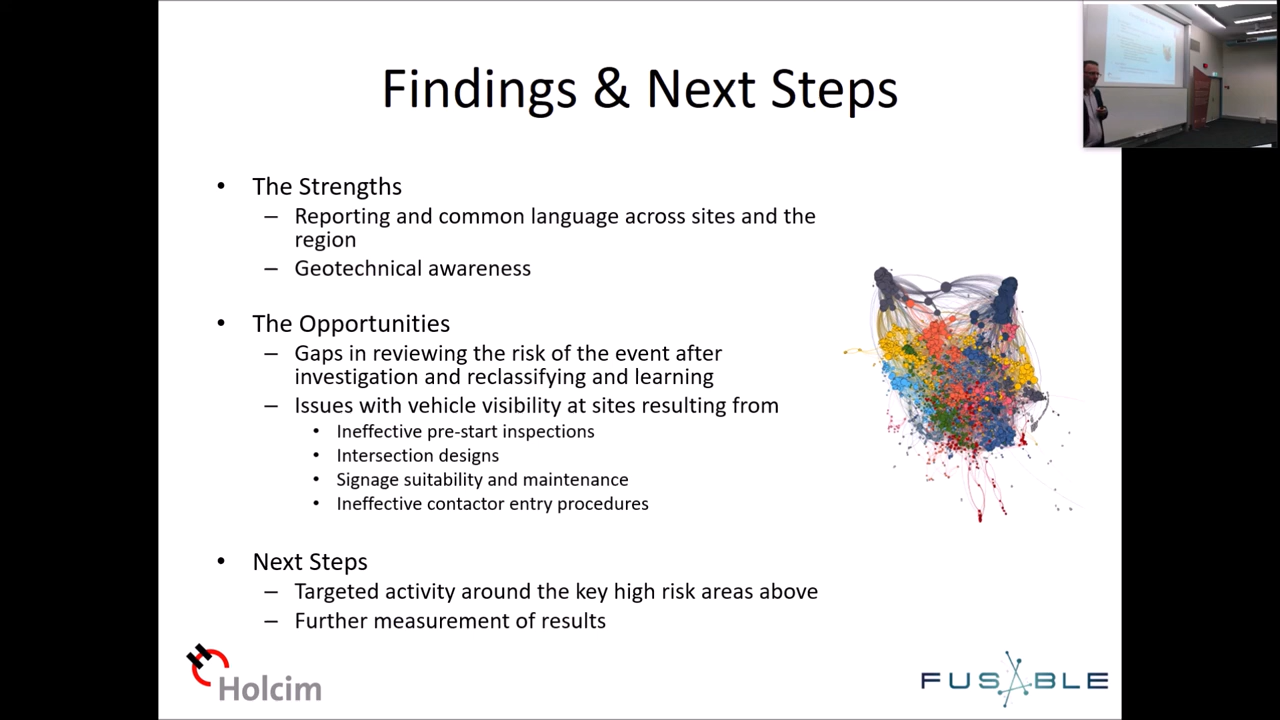 Findings & Next Steps
• The Strengths
– Reporting and common language across sites and the
region
– Geotechnical awareness
• The Opportunities
– Gaps in reviewing the risk of the event after
investigation and reclassifying and learning
– Issues with vehicle visibility at sites resulting from
• Ineffective pre-start inspections
• Intersection designs
• Signage suitability and maintenance
• Ineffective contactor entry procedures
• Next Steps
– Targeted activity around the key high risk areas above
– Further measurement of results
Holcim
FUSABLE